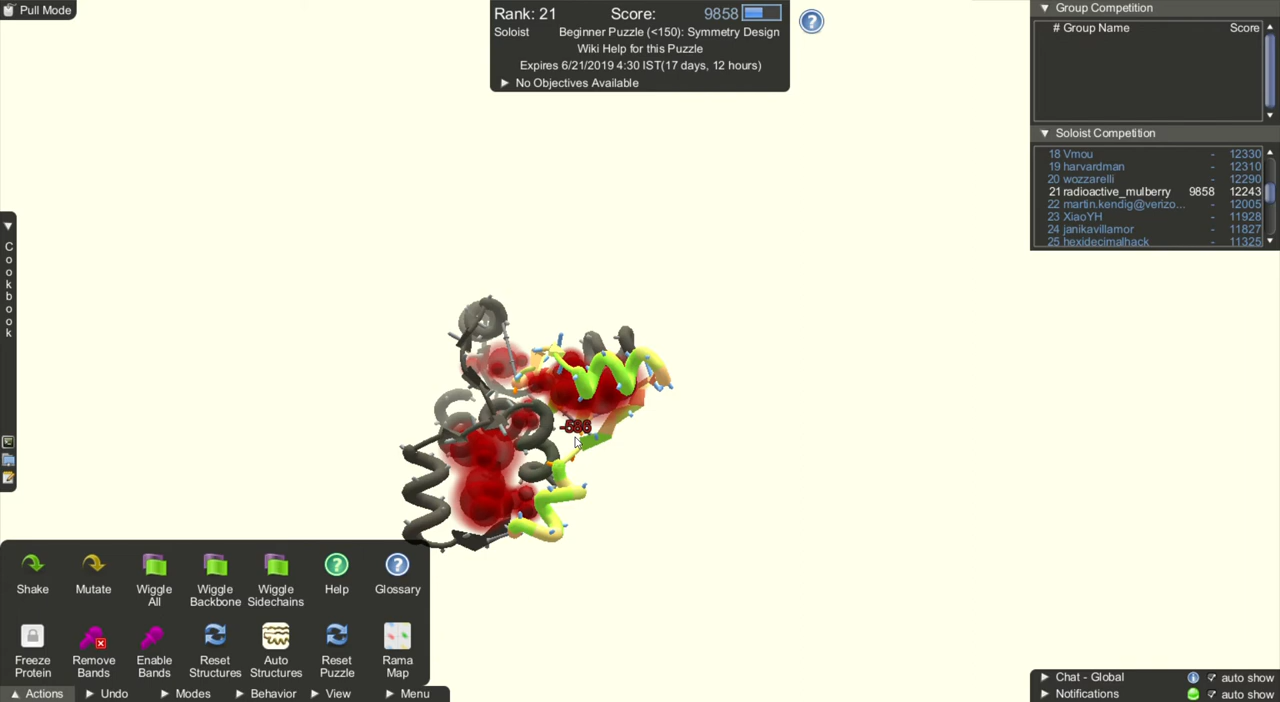 Pull Mode
Rank: 21 Score: 9858
Soloist Beginner Puzzle (<150): Symmetry Design
Wiki Help for this Puzzle
Expires 6/21/2019 4:30 IST(17 days, 12 hours)
No Objectives Available
Group Competition
# Group Name Score
Soloist Competition
18 Vmou - 12330
19 harvardman - 12310
20 wozzarelli - 12290
21 radioactive_mulberry 9858 12243
22 martin.kendig@verizo... - 12005
23 XiaoYH - 11928
24 janikavillamor - 11827
25 hexidecimalhack - 11325
Cookbook
-586
Shake
Mutate
Wiggle All
Wiggle Backbone
Wiggle Sidechains
Help
Glossary
Freeze Protein
Remove Bands
Enable Bands
Reset Structures
Auto Structures
Reset Puzzle
Rama Map
Actions Undo Modes Behavior View Menu
Chat - Global auto show
Notifications auto show